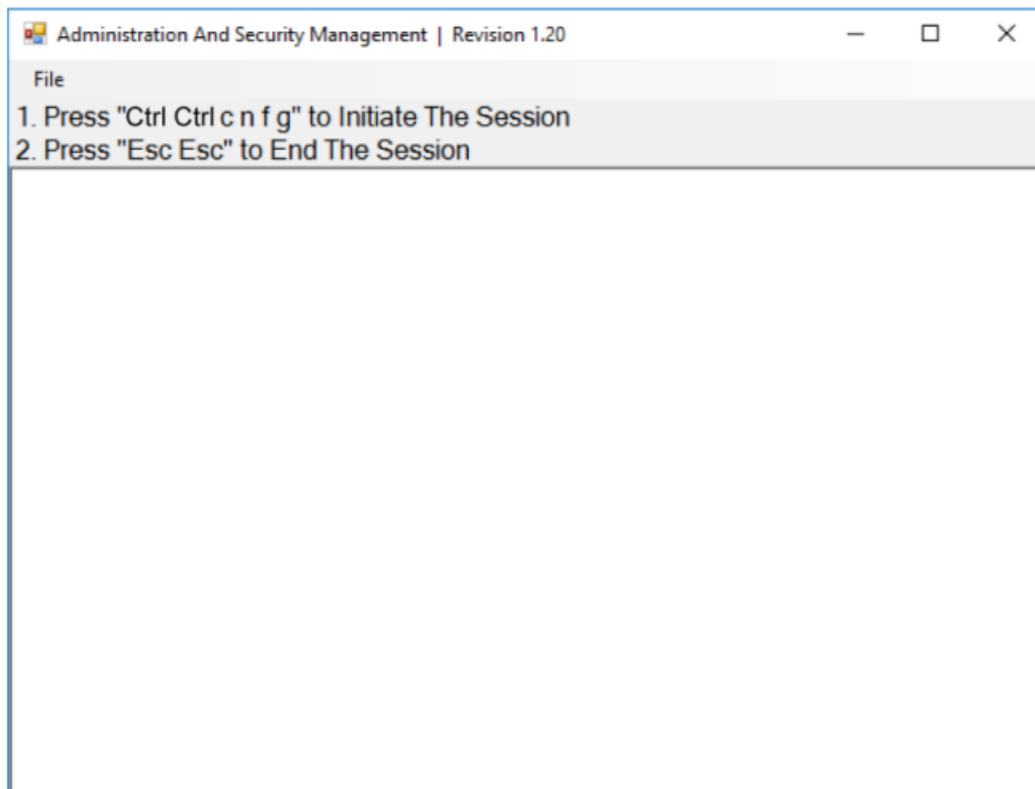 Administration And Security Management | Revision 1.20
File
1. Press "Ctrl Ctrl c n f g" to Initiate The Session
2. Press "Esc Esc" to End The Session